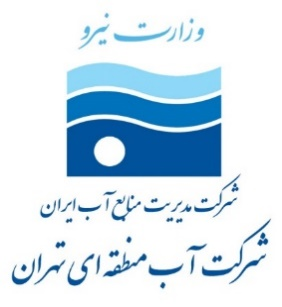 وزارت نیرو
شرکت مدیریت منابع آب ایران
شرکت آب منطقه ای تهران